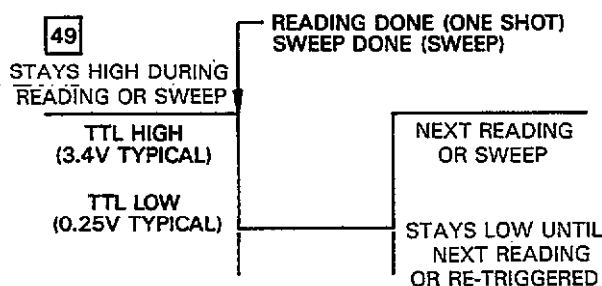 49
READING DONE (ONE SHOT)
SWEEP DONE (SWEEP)
STAYS HIGH DURING
READING OR SWEEP
TTL HIGH
(3.4V TYPICAL)
NEXT READING
OR SWEEP
TTL LOW
(0.25V TYPICAL)
STAYS LOW UNTIL
NEXT READING
OR RE-TRIGGERED